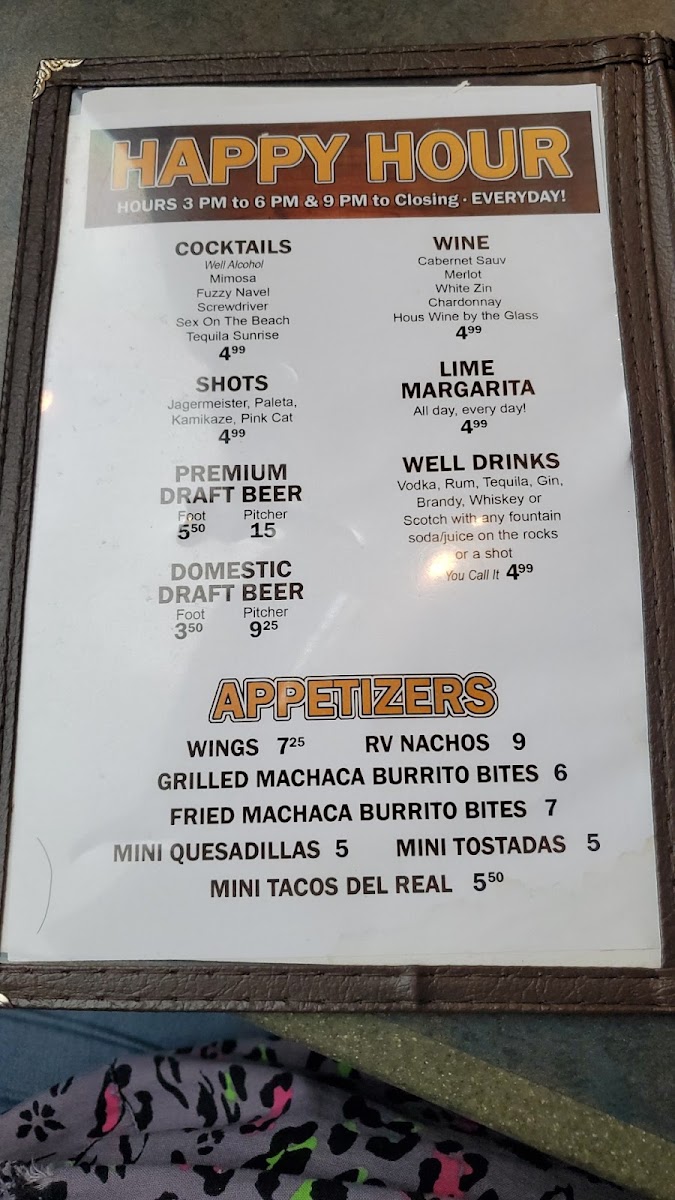 HAPPY HOUR
HOURS 3 PM to 6 PM & 9 PM to Closing · EVERYDAY!
COCKTAILS
Well Alcohol
Mimosa
Fuzzy Navel
Screwdriver
Sex On The Beach
Tequila Sunrise
4⁹⁹
SHOTS
Jagermeister, Paleta,
Kamikaze, Pink Cat
4⁹⁹
PREMIUM
DRAFT BEER
Foot Pitcher
5⁵⁰ 15
DOMESTIC
DRAFT BEER
Foot Pitcher
3⁵⁰ 9²⁵
WINE
Cabernet Sauv
Merlot
White Zin
Chardonnay
Hous Wine by the Glass
4⁹⁹
LIME
MARGARITA
All day, every day!
4⁹⁹
WELL DRINKS
Vodka, Rum, Tequila, Gin,
Brandy, Whiskey or
Scotch with any fountain
soda/juice on the rocks
or a shot
You Call It 4⁹⁹
APPETIZERS
WINGS 7²⁵ RV NACHOS 9
GRILLED MACHACA BURRITO BITES 6
FRIED MACHACA BURRITO BITES 7
MINI QUESADILLAS 5 MINI TOSTADAS 5
MINI TACOS DEL REAL 5⁵⁰